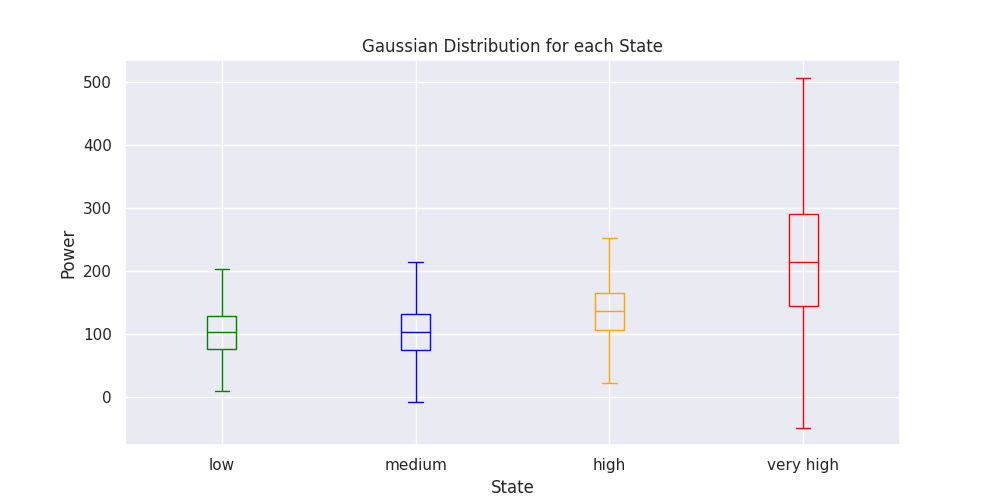 Gaussian Distribution for each State
500
400
300
200
100
0
Power
low medium high very high
State